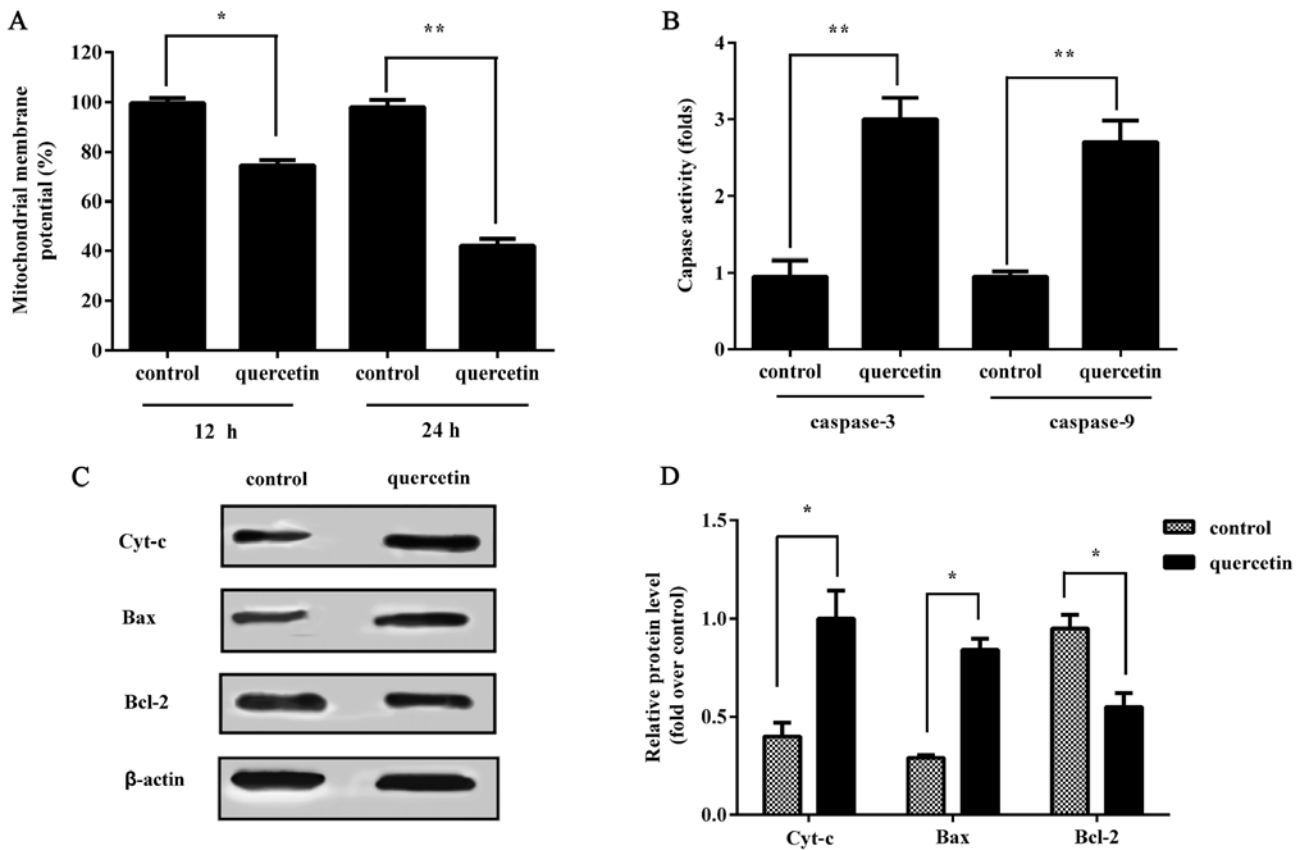 A
*
**
120
100
80
60
40
20
0
Mitochondrial membrane
potential (%)
control quercetin control quercetin
12 h 24 h
B
**
**
4
3
2
1
0
Capase activity (folds)
control quercetin control quercetin
caspase-3 caspase-9
C
control quercetin
Cyt-c
Bax
Bcl-2
β-actin
D
*
*
*
1.5
1.0
0.5
0.0
Relative protein level
(fold over control)
Cyt-c Bax Bcl-2
control
quercetin